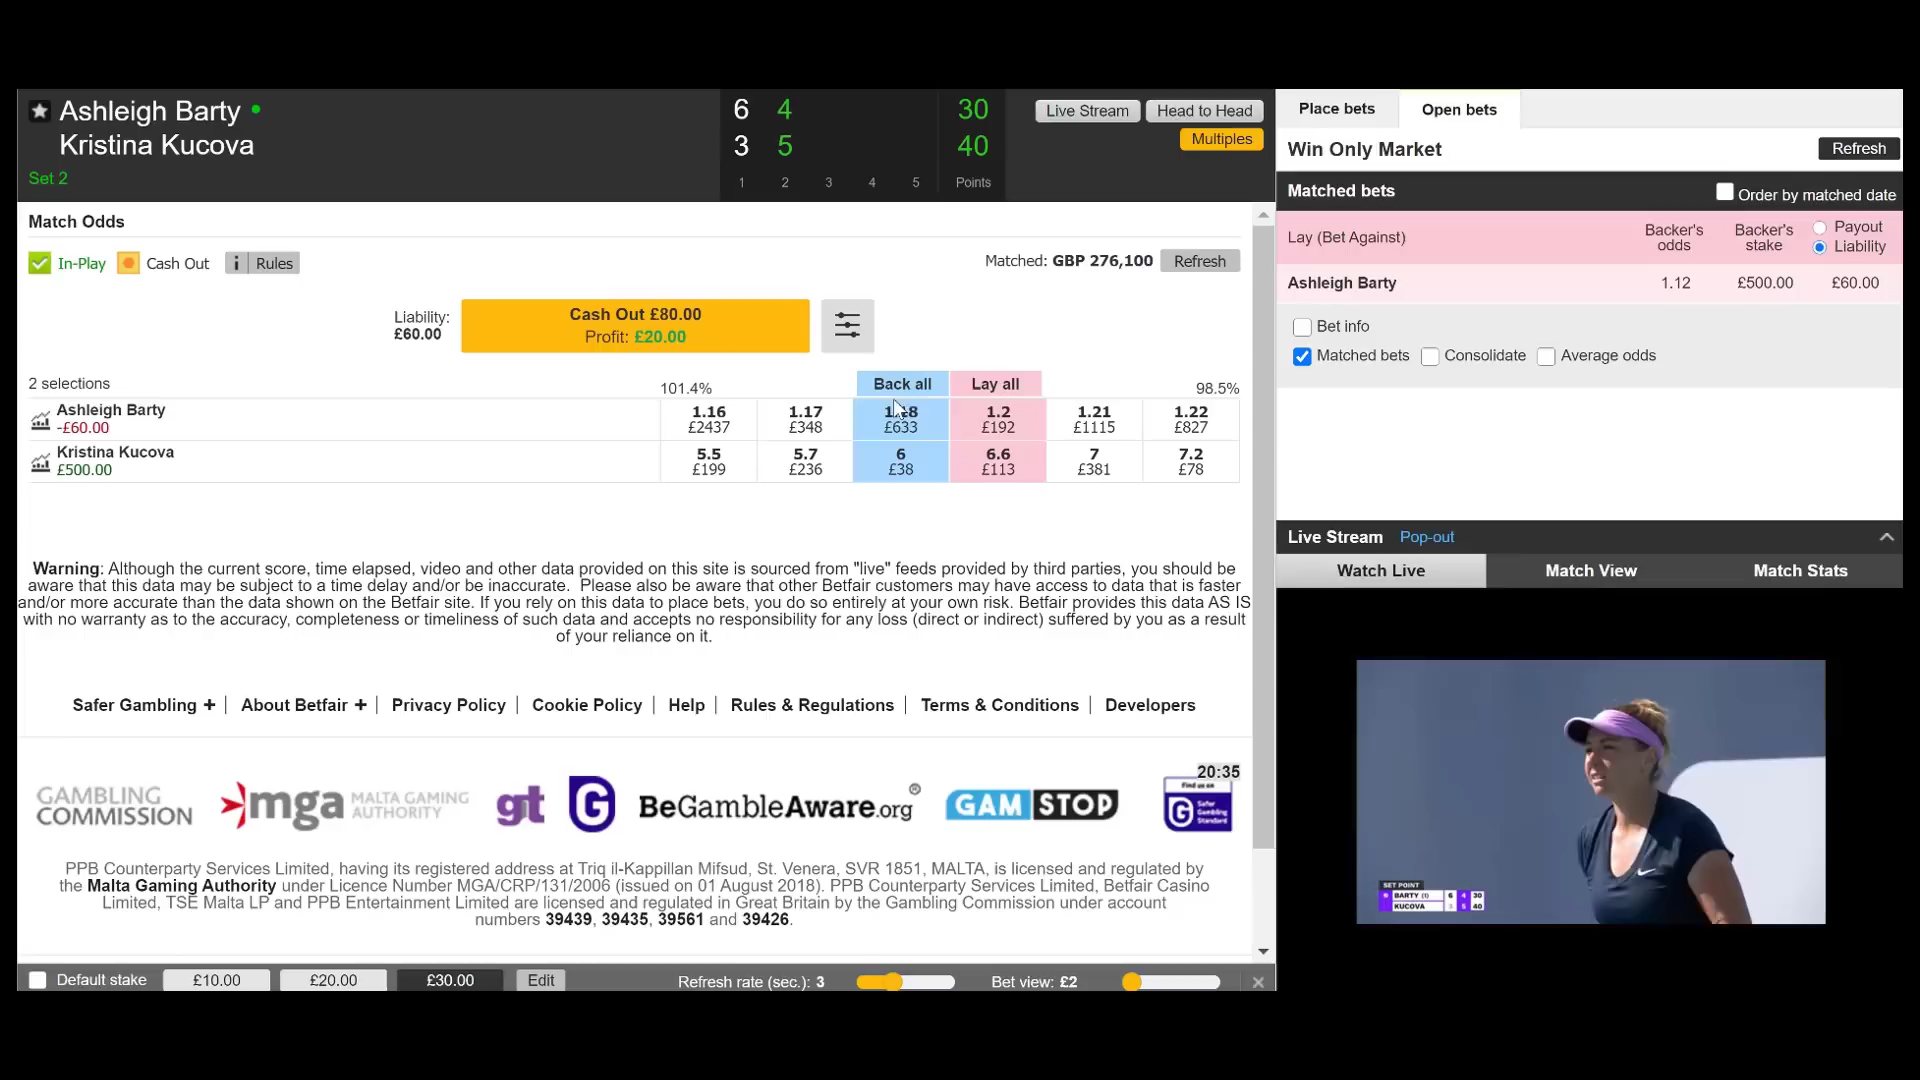 Ashleigh Barty
Kristina Kucova
Set 2
6 4 30
3 5 40
1 2 3 4 5 Points
Live Stream
Head to Head
Multiples
Match Odds
In-Play
Cash Out
i Rules
Matched: GBP 276,100
Refresh
Liability:
£60.00
Cash Out £80.00
Profit: £20.00
2 selections
101.4%
Back all
Lay all
98.5%
Ashleigh Barty
-£60.00
1.16 1.17 1.18 1.2 1.21 1.22
£2437 £348 £633 £192 £1115 £827
Kristina Kucova
£500.00
5.5 5.7 6 6.6 7 7.2
£199 £236 £38 £113 £381 £78
Warning: Although the current score, time elapsed, video and other data provided on this site is sourced from "live" feeds provided by third parties, you should be
aware that this data may be subject to a time delay and/or be inaccurate. Please also be aware that other Betfair customers may have access to data that is faster
and/or more accurate than the data shown on the Betfair site. If you rely on this data to place bets, you do so entirely at your own risk. Betfair provides this data AS IS
with no warranty as to the accuracy, completeness or timeliness of such data and accepts no responsibility for any loss (direct or indirect) suffered by you as a result
of your reliance on it.
Safer Gambling + | About Betfair + | Privacy Policy | Cookie Policy | Help | Rules & Regulations | Terms & Conditions | Developers
20:35
GAMBLING
COMMISSION
mga MALTA GAMING
AUTHORITY
gt
G
BeGambleAware.org®
GAMSTOP
Find us on
G Safer
Gambling
Standard
PPB Counterparty Services Limited, having its registered address at Triq il-Kappillan Mifsud, St. Venera, SVR 1851, MALTA, is licensed and regulated by
the Malta Gaming Authority under Licence Number MGA/CRP/131/2006 (issued on 01 August 2018). PPB Counterparty Services Limited, Betfair Casino
Limited, TSE Malta LP and PPB Entertainment Limited are licensed and regulated in Great Britain by the Gambling Commission under account
numbers 39439, 39435, 39561 and 39426.
Default stake £10.00 £20.00 £30.00 Edit Refresh rate (sec.): 3 Bet view: £2
Place bets
Open bets
Win Only Market
Refresh
Matched bets
Order by matched date
Lay (Bet Against)
Backer's
odds
Backer's
stake
Payout
Liability
Ashleigh Barty 1.12 £500.00 £60.00
Bet info
Matched bets Consolidate Average odds
Live Stream Pop-out
Watch Live Match View Match Stats
SET POINT
BARTY (1) 6 4 30
KUCOVA 3 5 40